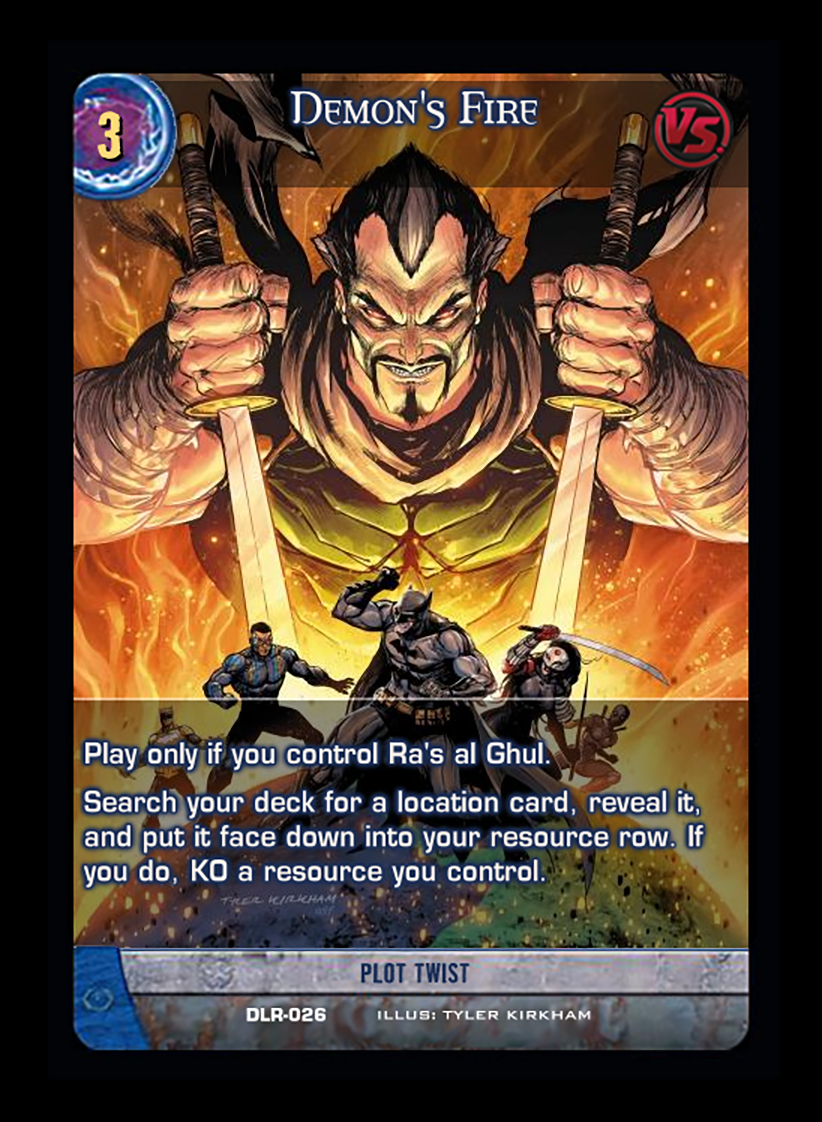 3
Demon's Fire
VS.
Play only if you control Ra's al Ghul.
Search your deck for a location card, reveal it,
and put it face down into your resource row. If
you do, KO a resource you control.
TYLER KIRKHAM
PLOT TWIST
DLR-026 ILLUS: TYLER KIRKHAM